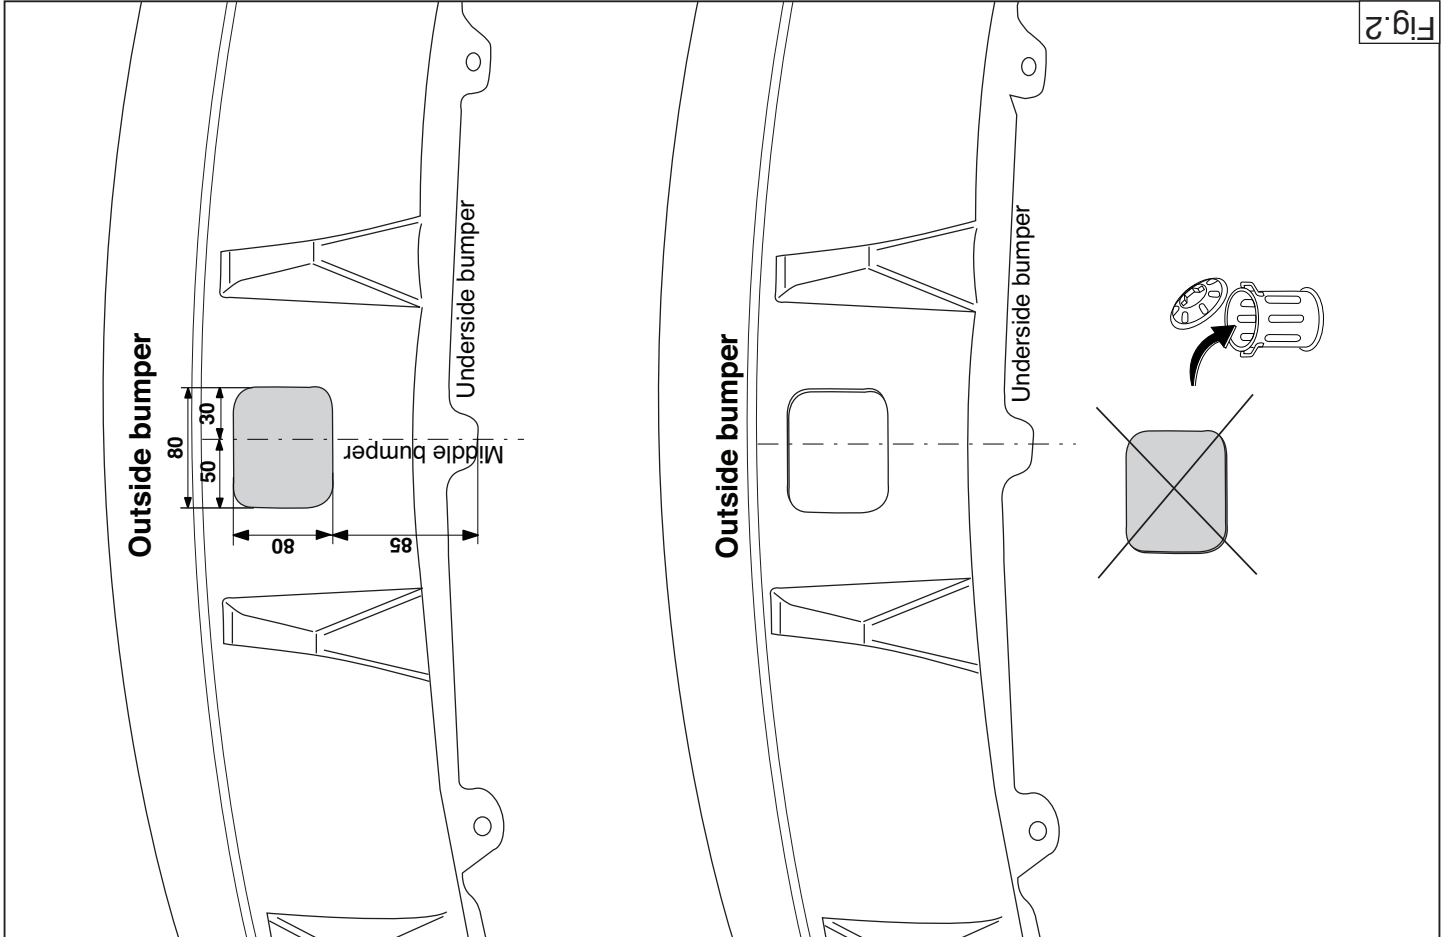 Fig.2
Outside bumper
80
30
50
80
85
Middle bumper
Underside bumper
Outside bumper
Underside bumper